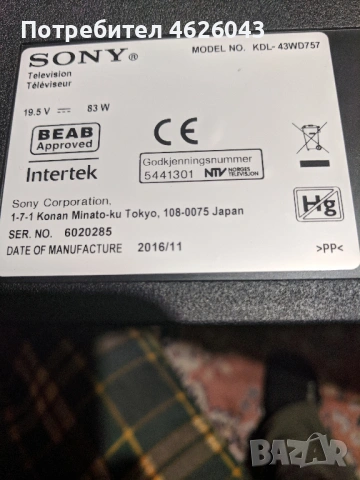 Потребител 4626043
SONY®
MODEL NO. KDL-43WD757
Television
Téléviseur
19.5 V ⎓ 83 W
BEAB
Approved
CE
Intertek
Godkjenningsnummer
5441301 NTV NORGES TELEVISION
Hg
Sony Corporation
1-7-1 Konan Minato-ku Tokyo, 108-0075 Japan
SER. NO. 6020285
DATE OF MANUFACTURE 2016/11
>PP<
BAZAR